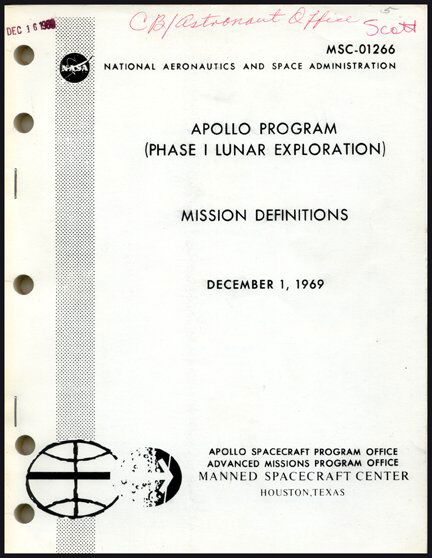 CB/Astronaut Office
Scott
DEC 16 1969
MSC-01266
NASA
NATIONAL AERONAUTICS AND SPACE ADMINISTRATION
APOLLO PROGRAM
(PHASE I LUNAR EXPLORATION)
MISSION DEFINITIONS
DECEMBER 1, 1969
APOLLO SPACECRAFT PROGRAM OFFICE
ADVANCED MISSIONS PROGRAM OFFICE
MANNED SPACECRAFT CENTER
HOUSTON, TEXAS